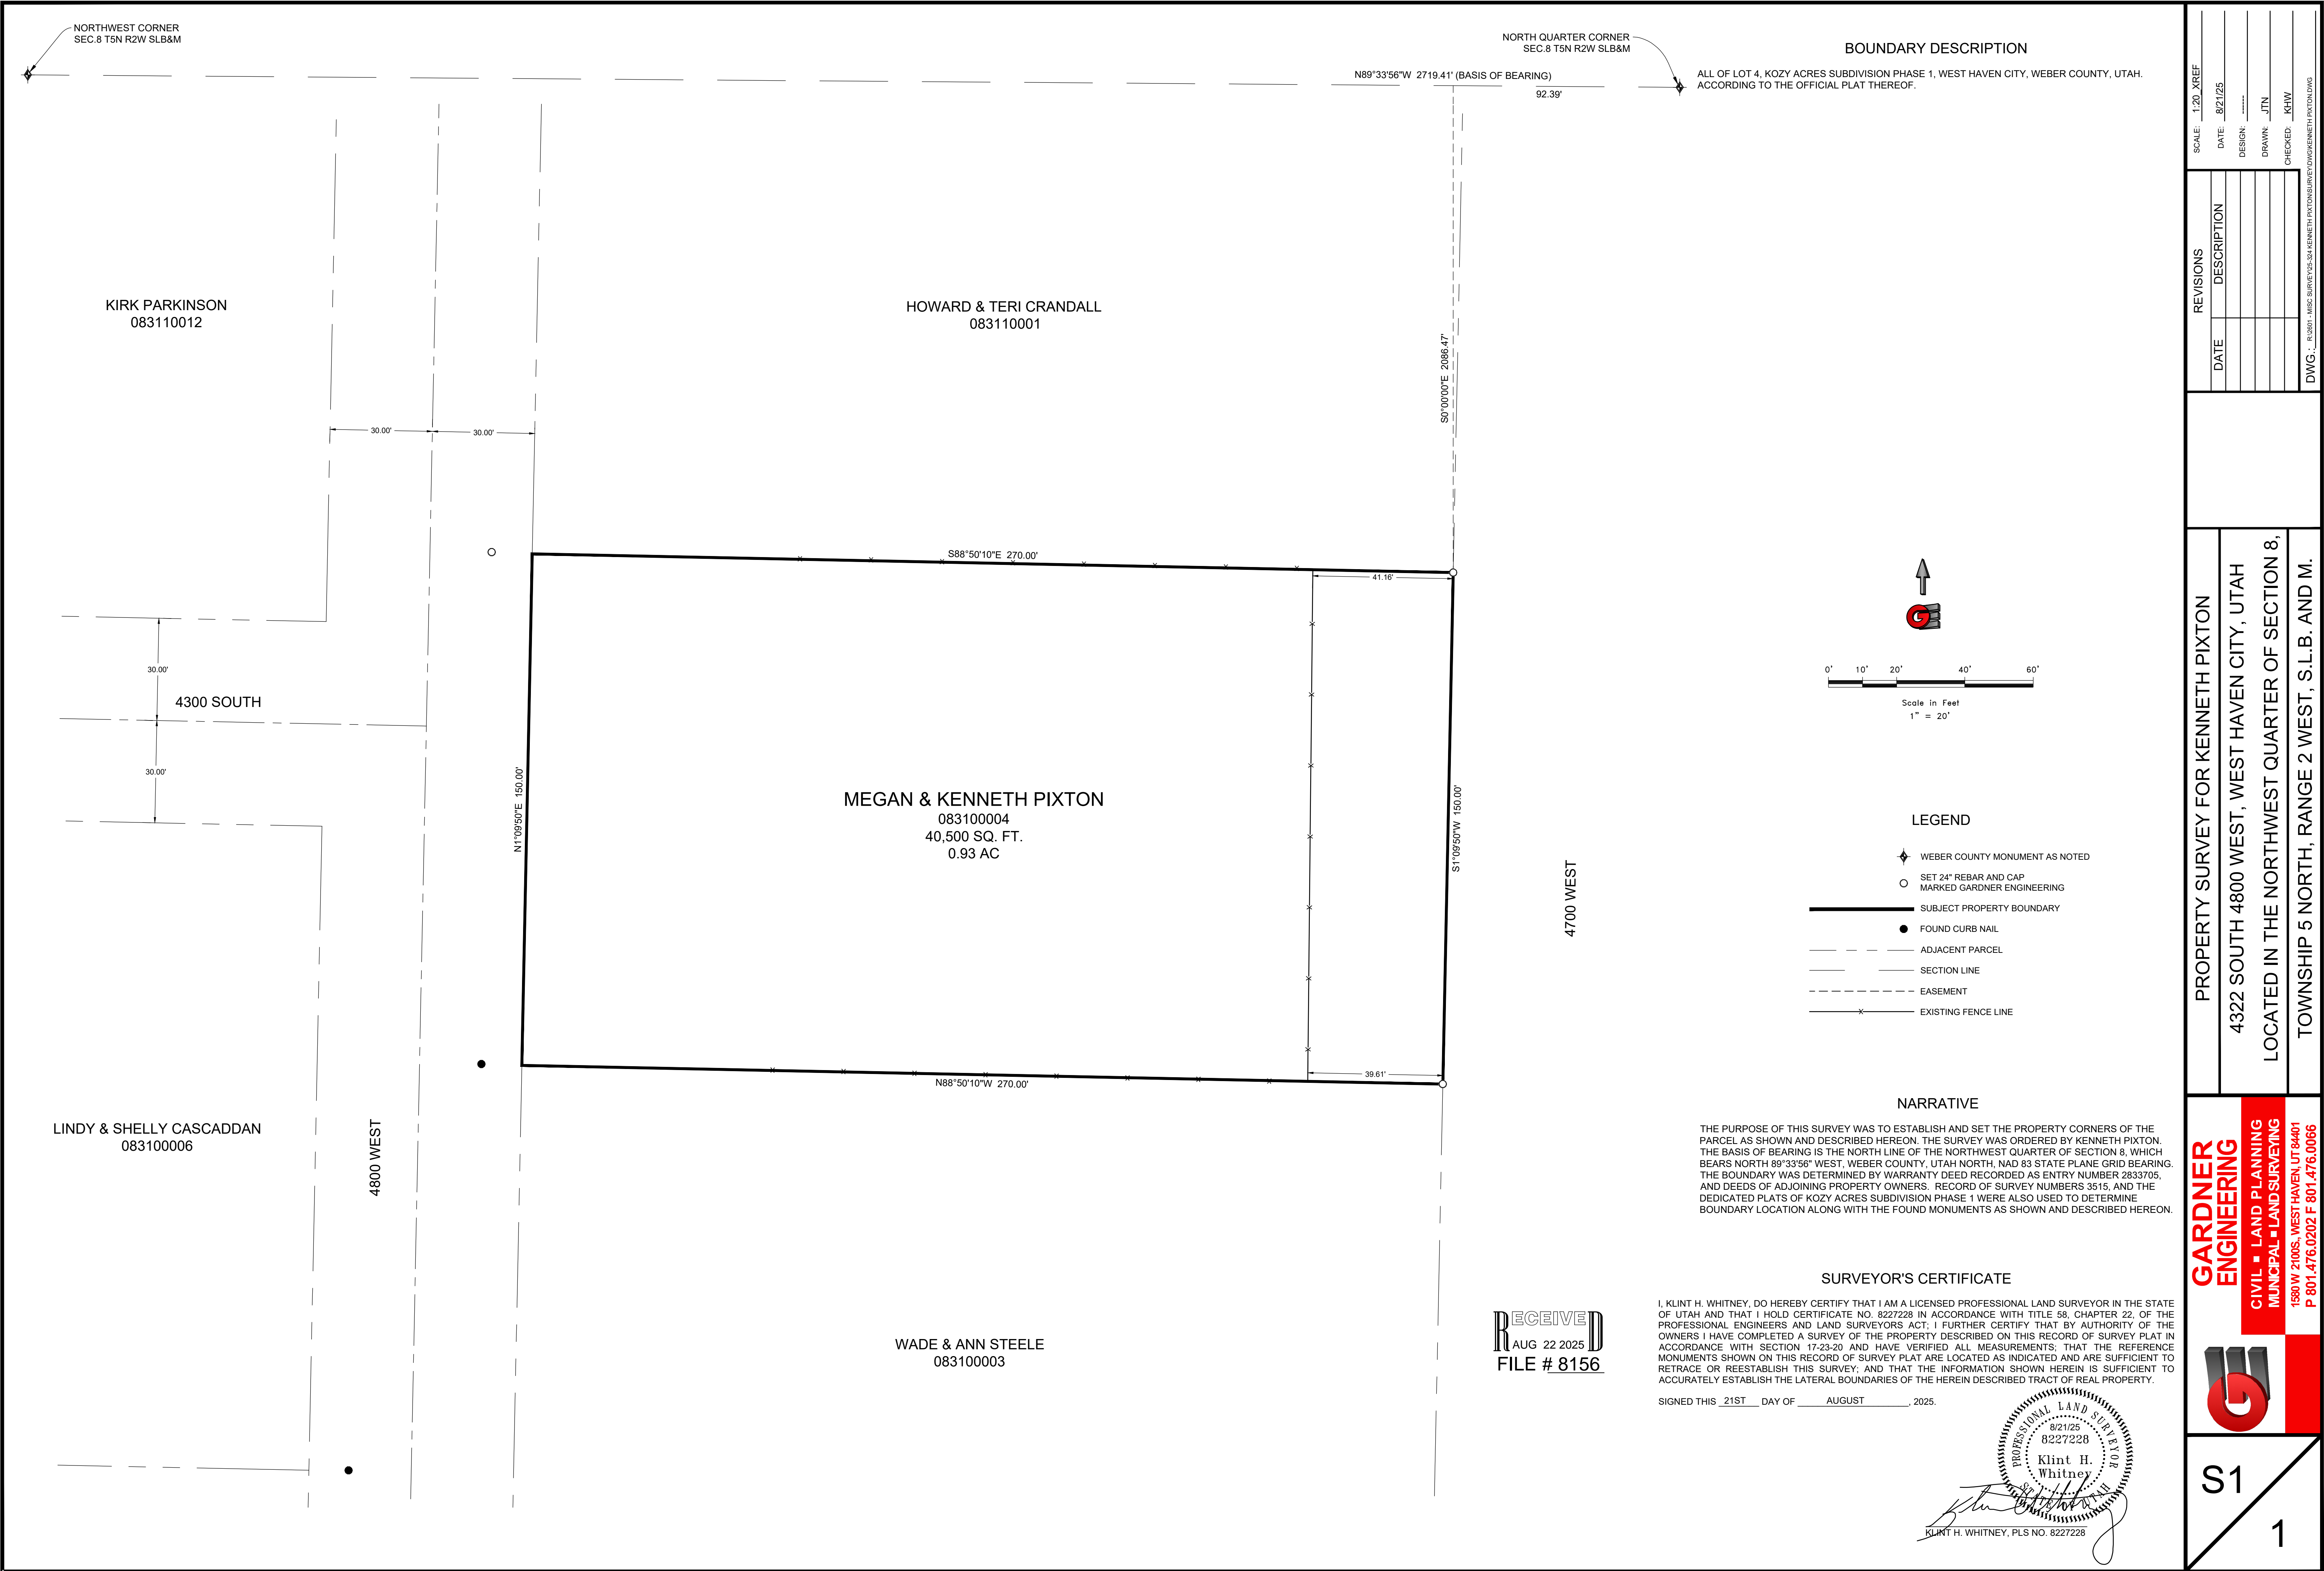 NORTHWEST CORNER
SEC.8 T5N R2W SLB&M
NORTH QUARTER CORNER
SEC.8 T5N R2W SLB&M
N89°33'56"W 2719.41' (BASIS OF BEARING)
92.39'
BOUNDARY DESCRIPTION
ALL OF LOT 4, KOZY ACRES SUBDIVISION PHASE 1, WEST HAVEN CITY, WEBER COUNTY, UTAH.
ACCORDING TO THE OFFICIAL PLAT THEREOF.
KIRK PARKINSON
083110012
HOWARD & TERI CRANDALL
083110001
S0°00'00"E 2086.47'
30.00'
30.00'
S88°50'10"E 270.00'
41.16'
30.00'
4300 SOUTH
30.00'
N1°09'50"E 150.00'
MEGAN & KENNETH PIXTON
083100004
40,500 SQ. FT.
0.93 AC
S1°09'50"W 150.00'
4700 WEST
39.61'
N88°50'10"W 270.00'
LINDY & SHELLY CASCADDAN
083100006
4800 WEST
WADE & ANN STEELE
083100003
G
0' 10' 20' 40' 60'
Scale in Feet
1" = 20'
LEGEND
WEBER COUNTY MONUMENT AS NOTED
SET 24" REBAR AND CAP
MARKED GARDNER ENGINEERING
SUBJECT PROPERTY BOUNDARY
FOUND CURB NAIL
ADJACENT PARCEL
SECTION LINE
EASEMENT
EXISTING FENCE LINE
NARRATIVE
THE PURPOSE OF THIS SURVEY WAS TO ESTABLISH AND SET THE PROPERTY CORNERS OF THE
PARCEL AS SHOWN AND DESCRIBED HEREON. THE SURVEY WAS ORDERED BY KENNETH PIXTON.
THE BASIS OF BEARING IS THE NORTH LINE OF THE NORTHWEST QUARTER OF SECTION 8, WHICH
BEARS NORTH 89°33'56" WEST, WEBER COUNTY, UTAH NORTH, NAD 83 STATE PLANE GRID BEARING.
THE BOUNDARY WAS DETERMINED BY WARRANTY DEED RECORDED AS ENTRY NUMBER 2833705,
AND DEEDS OF ADJOINING PROPERTY OWNERS. RECORD OF SURVEY NUMBERS 3515, AND THE
DEDICATED PLATS OF KOZY ACRES SUBDIVISION PHASE 1 WERE ALSO USED TO DETERMINE
BOUNDARY LOCATION ALONG WITH THE FOUND MONUMENTS AS SHOWN AND DESCRIBED HEREON.
SURVEYOR'S CERTIFICATE
I, KLINT H. WHITNEY, DO HEREBY CERTIFY THAT I AM A LICENSED PROFESSIONAL LAND SURVEYOR IN THE STATE
OF UTAH AND THAT I HOLD CERTIFICATE NO. 8227228 IN ACCORDANCE WITH TITLE 58, CHAPTER 22, OF THE
PROFESSIONAL ENGINEERS AND LAND SURVEYORS ACT; I FURTHER CERTIFY THAT BY AUTHORITY OF THE
OWNERS I HAVE COMPLETED A SURVEY OF THE PROPERTY DESCRIBED ON THIS RECORD OF SURVEY PLAT IN
ACCORDANCE WITH SECTION 17-23-20 AND HAVE VERIFIED ALL MEASUREMENTS; THAT THE REFERENCE
MONUMENTS SHOWN ON THIS RECORD OF SURVEY PLAT ARE LOCATED AS INDICATED AND ARE SUFFICIENT TO
RETRACE OR REESTABLISH THIS SURVEY; AND THAT THE INFORMATION SHOWN HEREIN IS SUFFICIENT TO
ACCURATELY ESTABLISH THE LATERAL BOUNDARIES OF THE HEREIN DESCRIBED TRACT OF REAL PROPERTY.
SIGNED THIS 21ST DAY OF AUGUST, 2025.
RECEIVED
AUG 22 2025
FILE # 8156
PROFESSIONAL LAND SURVEYOR
8/21/25
8227228
Klint H.
Whitney
STATE OF UTAH
KLINT H. WHITNEY, PLS NO. 8227228
SCALE: 1:20_XREF
DATE: 8/21/25
DESIGN: ------
DRAWN: JTN
CHECKED: KHW
REVISIONS
DATE DESCRIPTION
DWG.: R:\2601 - MISC SURVEY\25-324 KENNETH PIXTON\SURVEY\DWG\KENNETH PIXTON.DWG
PROPERTY SURVEY FOR KENNETH PIXTON
4322 SOUTH 4800 WEST, WEST HAVEN CITY, UTAH
LOCATED IN THE NORTHWEST QUARTER OF SECTION 8,
TOWNSHIP 5 NORTH, RANGE 2 WEST, S.L.B. AND M.
GARDNER
ENGINEERING
CIVIL ▪ LAND PLANNING
MUNICIPAL ▪ LAND SURVEYING
1580 W 2100S., WEST HAVEN, UT 84401
P 801.476.0202 F 801.476.0066
S1
1